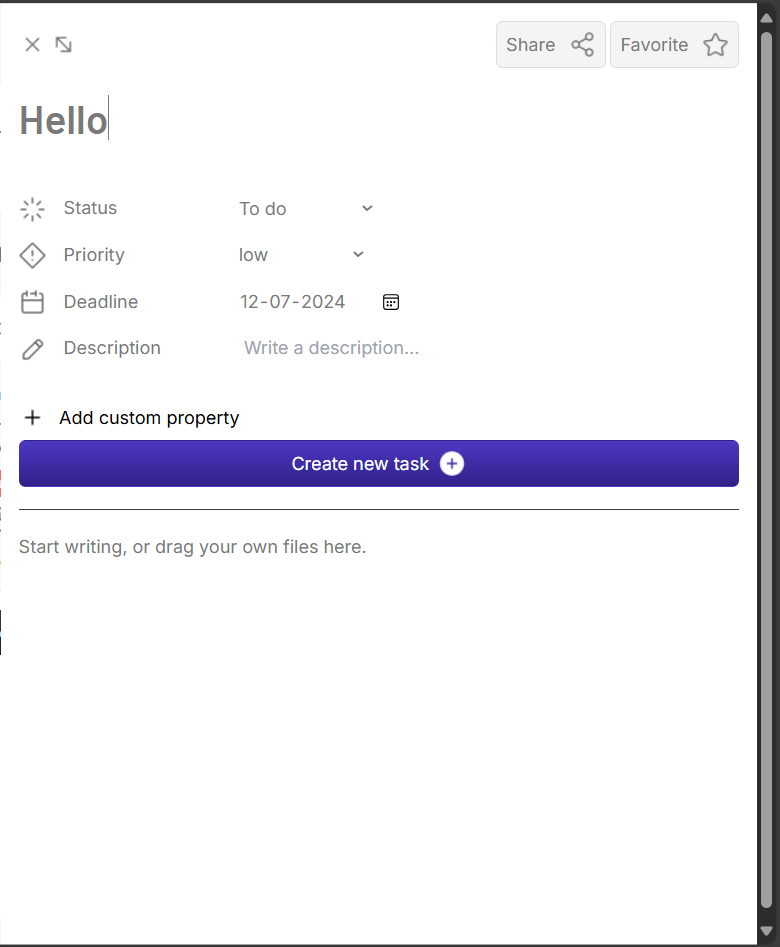 Share Favorite
Hello
Status To do
Priority low
Deadline 12-07-2024
Description Write a description...
Add custom property
Create new task
Start writing, or drag your own files here.